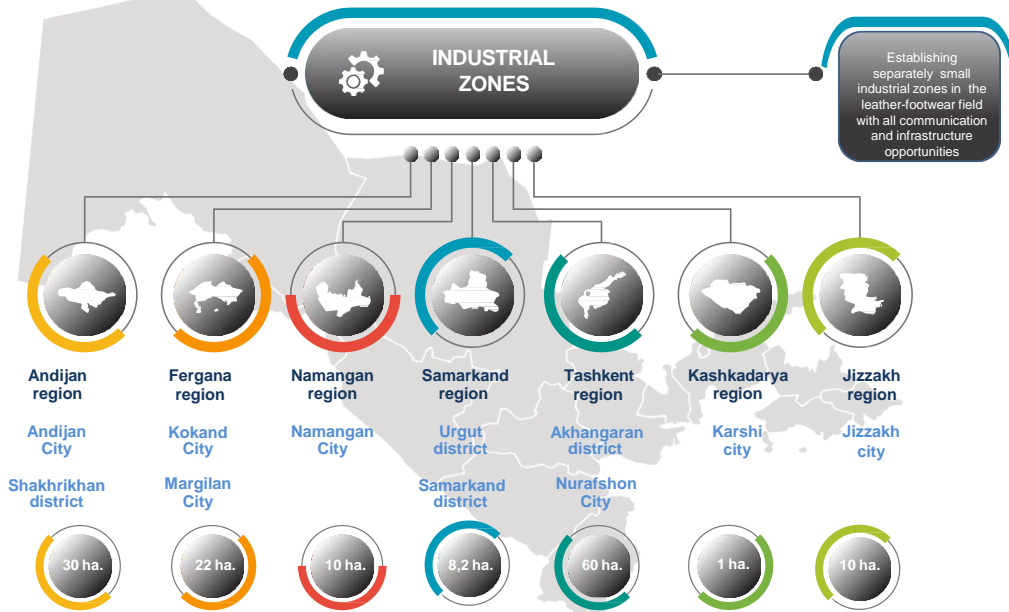 INDUSTRIAL
ZONES
Establishing
separately small
industrial zones in the
leather-footwear field
with all communication
and infrastructure
opportunities
Andijan
region
Fergana
region
Namangan
region
Samarkand
region
Tashkent
region
Kashkadarya
region
Jizzakh
region
Andijan
City
Kokand
City
Namangan
City
Urgut
district
Akhangaran
district
Karshi
city
Jizzakh
city
Shakhrikhan
district
Margilan
City
Samarkand
district
Nurafshon
City
30 ha.
22 ha.
10 ha.
8,2 ha.
60 ha.
1 ha.
10 ha.